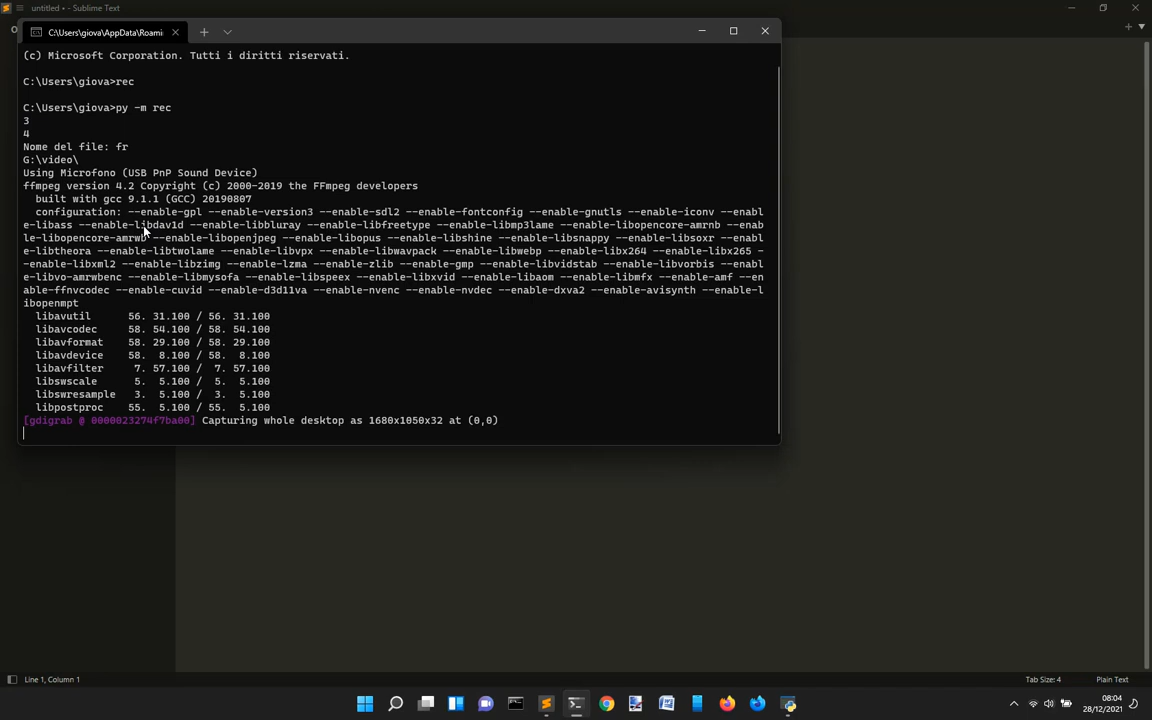 untitled • - Sublime Text
C:\Users\giova\AppData\Roami
(c) Microsoft Corporation. Tutti i diritti riservati.
C:\Users\giova>rec
C:\Users\giova>py -m rec
3
4
Nome del file: fr
G:\video\
Using Microfono (USB PnP Sound Device)
ffmpeg version 4.2 Copyright (c) 2000-2019 the FFmpeg developers
built with gcc 9.1.1 (GCC) 20190807
configuration: --enable-gpl --enable-version3 --enable-sdl2 --enable-fontconfig --enable-gnutls --enable-iconv --enabl
e-libass --enable-libdav1d --enable-libbluray --enable-libfreetype --enable-libmp3lame --enable-libopencore-amrnb --enab
le-libopencore-amrwb --enable-libopenjpeg --enable-libopus --enable-libshine --enable-libsnappy --enable-libsoxr --enabl
e-libtheora --enable-libtwolame --enable-libvpx --enable-libwavpack --enable-libwebp --enable-libx264 --enable-libx265 -
-enable-libxml2 --enable-libzimg --enable-lzma --enable-zlib --enable-gmp --enable-libvidstab --enable-libvorbis --enabl
e-libvo-amrwbenc --enable-libmysofa --enable-libspeex --enable-libxvid --enable-libaom --enable-libmfx --enable-amf --en
able-ffnvcodec --enable-cuvid --enable-d3d11va --enable-nvenc --enable-nvdec --enable-dxva2 --enable-avisynth --enable-l
ibopenmpt
libavutil 56. 31.100 / 56. 31.100
libavcodec 58. 54.100 / 58. 54.100
libavformat 58. 29.100 / 58. 29.100
libavdevice 58. 8.100 / 58. 8.100
libavfilter 7. 57.100 / 7. 57.100
libswscale 5. 5.100 / 5. 5.100
libswresample 3. 5.100 / 3. 5.100
libpostproc 55. 5.100 / 55. 5.100
[gdigrab @ 0000023274f7ba00] Capturing whole desktop as 1680x1050x32 at (0,0)
Line 1, Column 1
Tab Size: 4
Plain Text
08:04
28/12/2021